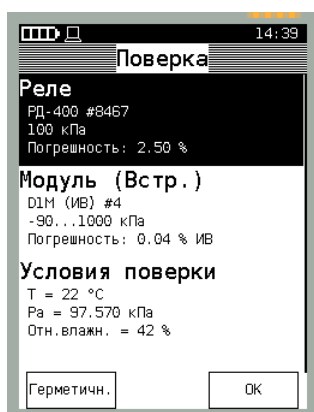 14:39
Поверка
Реле
РД-400 #8467
100 кПа
Погрешность: 2.50 %
Модуль (Встр.)
D1M (ИВ) #4
-90...1000 кПа
Погрешность: 0.04 % ИВ
Условия поверки
T = 22 °C
Pa = 97.570 кПа
Отн.влажн. = 42 %
Герметичн.
OK